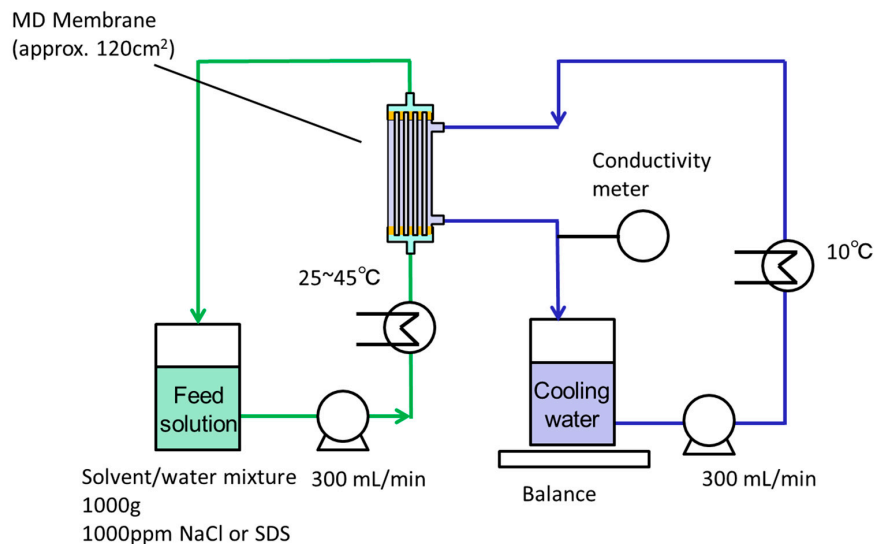 MD Membrane
(approx. 120cm²)
Conductivity
meter
10℃
25~45℃
Feed
solution
Cooling
water
Solvent/water mixture
1000g
1000ppm NaCl or SDS
300 mL/min
Balance
300 mL/min